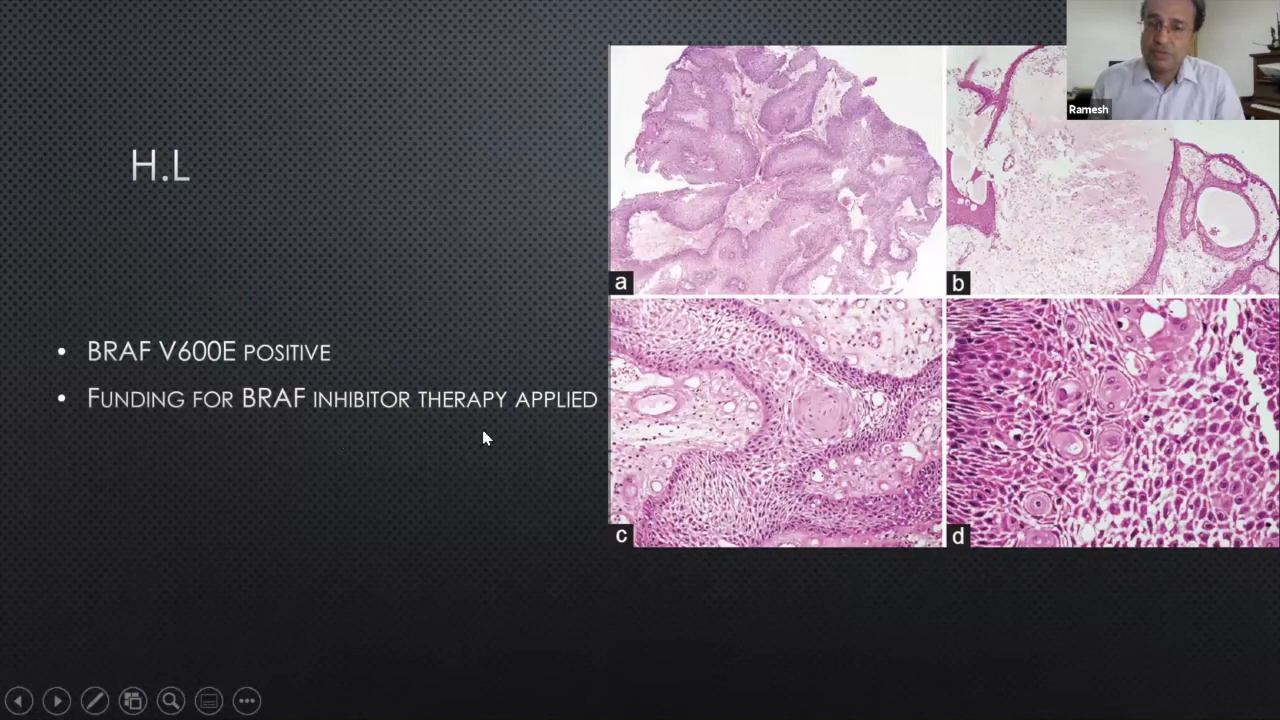 H.L
• BRAF V600E POSITIVE
• FUNDING FOR BRAF INHIBITOR THERAPY APPLIED
a
b
c
d
Ramesh